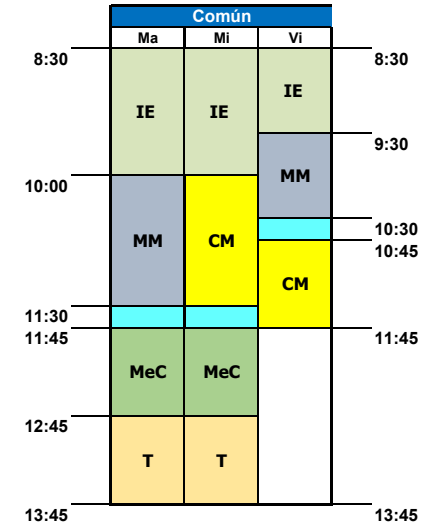 Común
Ma Mi Vi
8:30 8:30
IE IE IE
9:30
10:00
MM
MM CM
10:30
10:45
CM
11:30
11:45 11:45
MeC MeC
12:45
T T
13:45 13:45